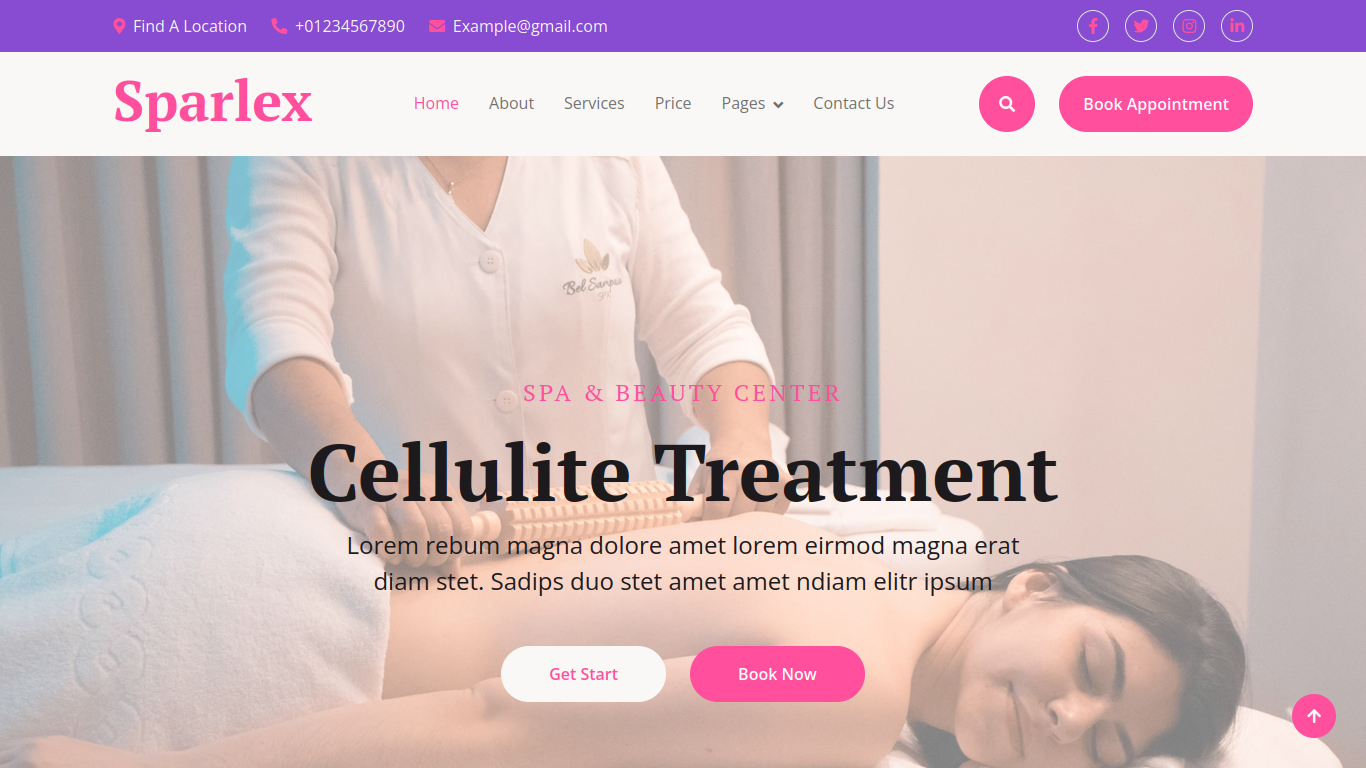 Find A Location +01234567890 Example@gmail.com
Sparlex Home About Services Price Pages Contact Us Book Appointment
Bel Sampa
SPA & BEAUTY CENTER
Cellulite Treatment
Lorem rebum magna dolore amet lorem eirmod magna erat
diam stet. Sadips duo stet amet amet ndiam elitr ipsum
Get Start Book Now